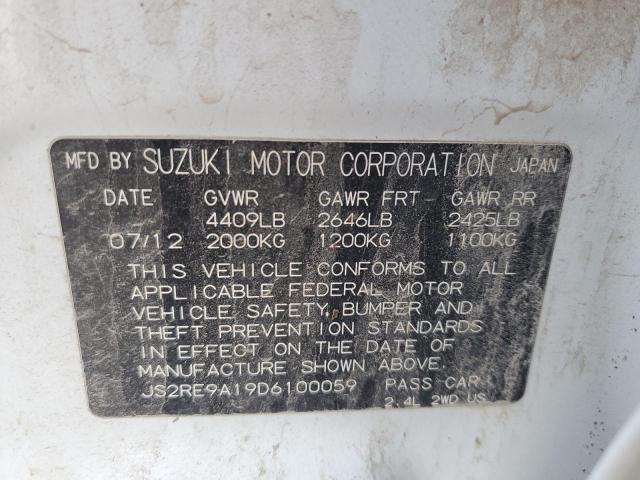 MFD BY SUZUKI MOTOR CORPORATION JAPAN
DATE GVWR GAWR FRT GAWR RR
4409LB 2646LB 2425LB
07/12 2000KG 1200KG 1100KG
THIS VEHICLE CONFORMS TO ALL
APPLICABLE FEDERAL MOTOR
VEHICLE SAFETY, BUMPER AND
THEFT PREVENTION STANDARDS
IN EFFECT ON THE DATE OF
MANUFACTURE SHOWN ABOVE.
JS2RE9A19D6100059 PASS CAR
2.4L 2WD US